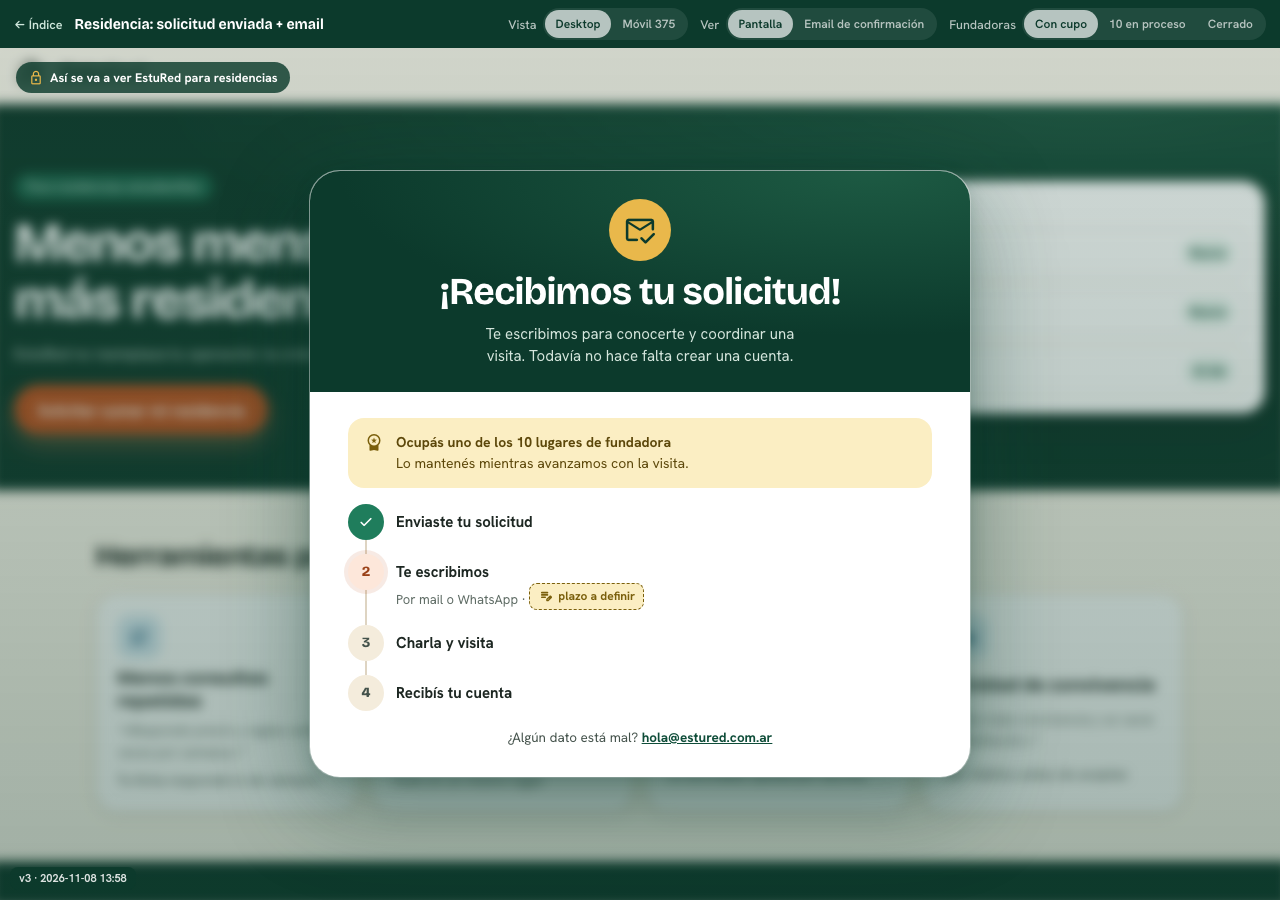 ← Índice
Residencia: solicitud enviada + email
Vista
Desktop
Móvil 375
Ver
Pantalla
Email de confirmación
Fundadoras
Con cupo
10 en proceso
Cerrado
Así se va a ver EstuRed para residencias
¡Recibimos tu solicitud!
Te escribimos para conocerte y coordinar una
visita. Todavía no hace falta crear una cuenta.
Ocupás uno de los 10 lugares de fundadora
Lo mantenés mientras avanzamos con la visita.
Enviaste tu solicitud
2
Te escribimos
Por mail o WhatsApp · plazo a definir
3
Charla y visita
4
Recibís tu cuenta
¿Algún dato está mal? hola@estured.com.ar
Menos
Herramientas
v3 · 2026-11-08 13:58